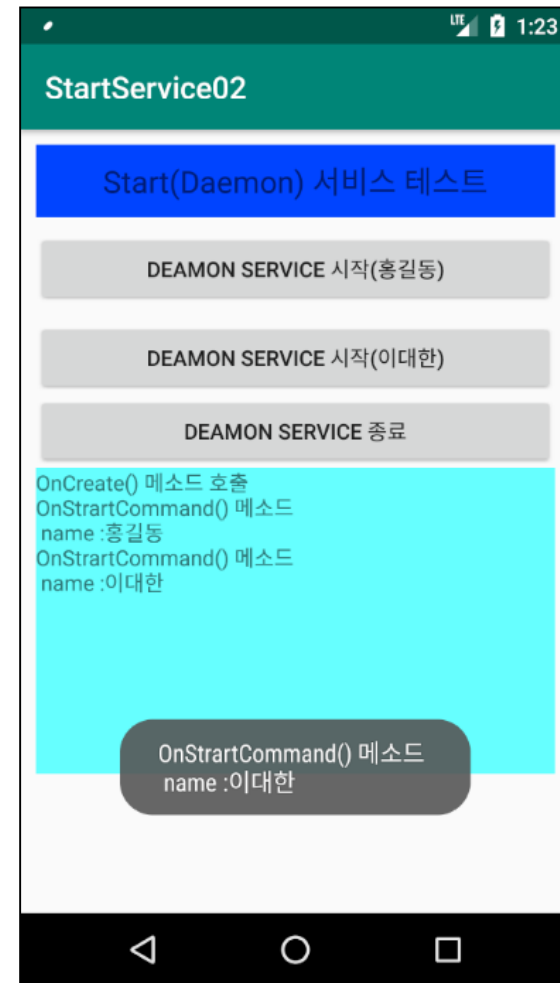 LTE 1:23
StartService02
Start(Daemon) 서비스 테스트
DEAMON SERVICE 시작(홍길동)
DEAMON SERVICE 시작(이대한)
DEAMON SERVICE 종료
OnCreate() 메소드 호출
OnStrartCommand() 메소드
name :홍길동
OnStrartCommand() 메소드
name :이대한
OnStrartCommand() 메소드
name :이대한